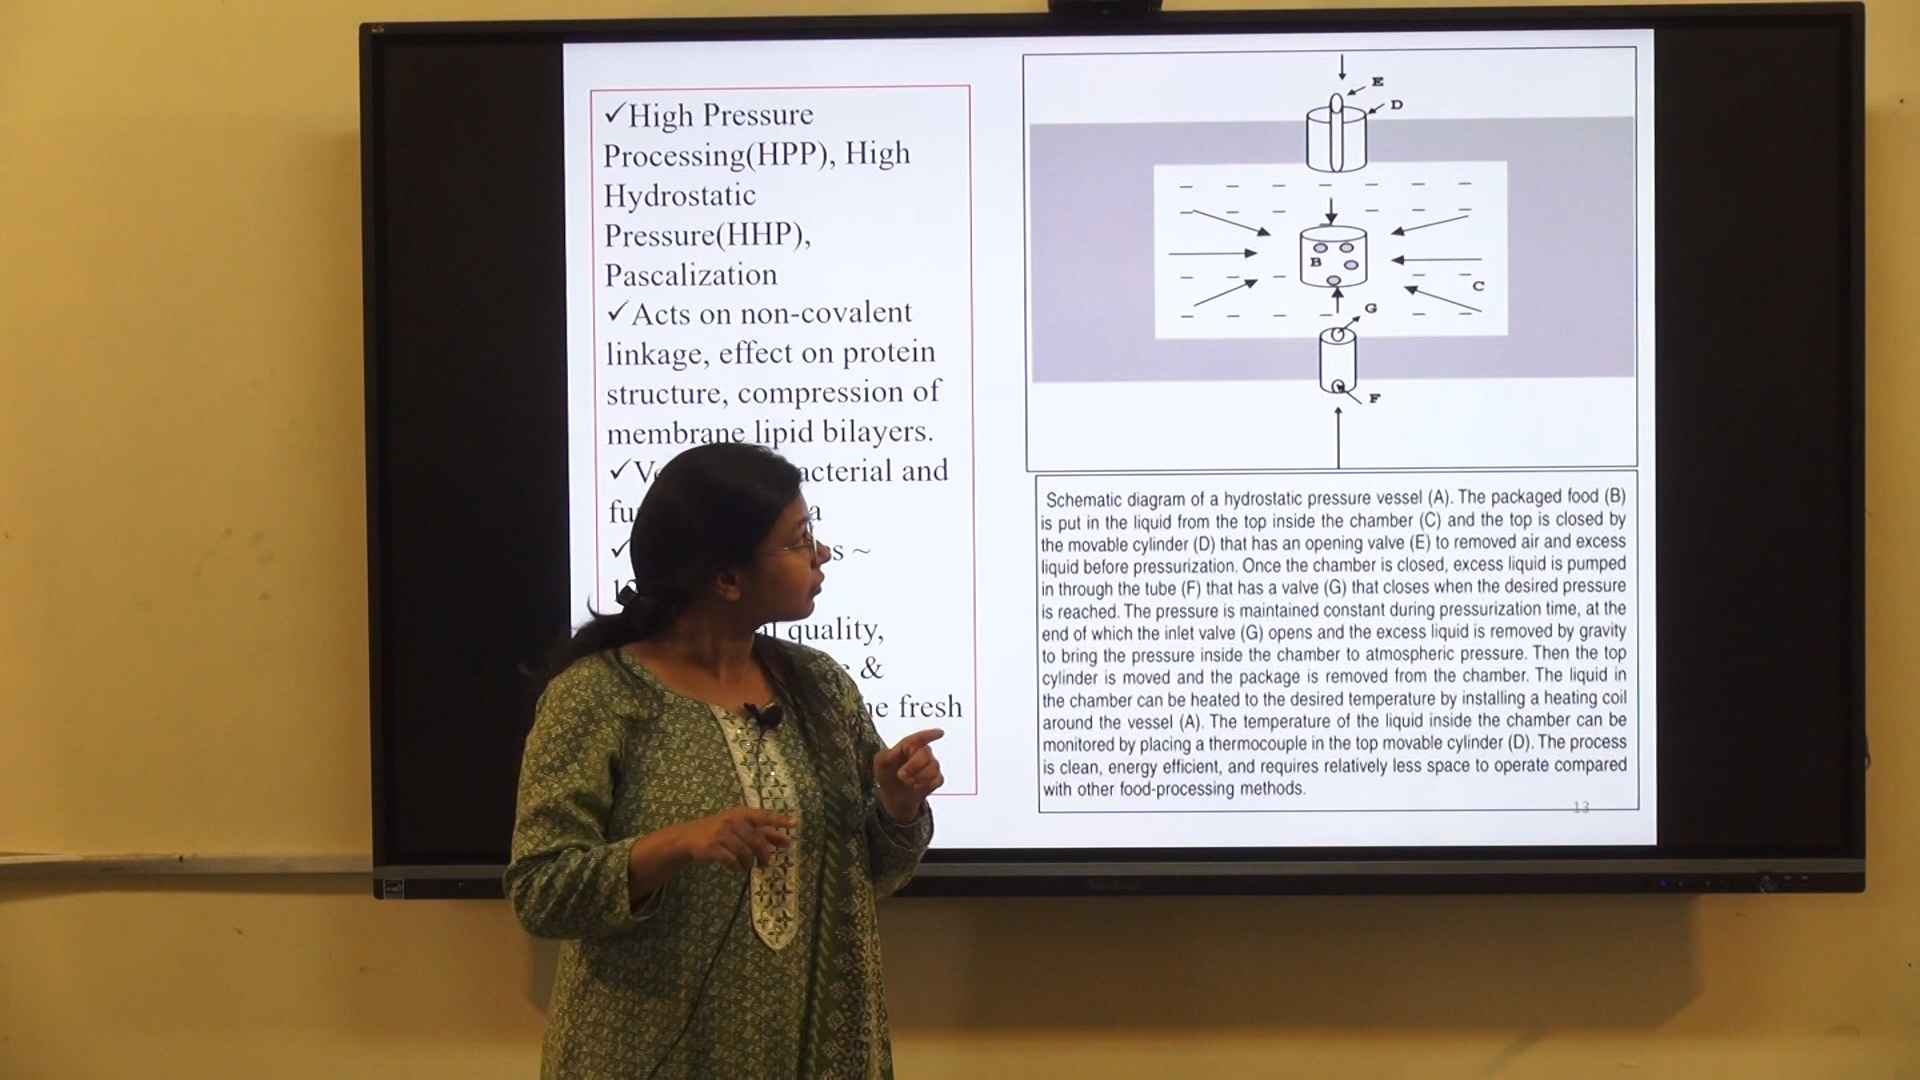 ✓High Pressure
Processing(HPP), High
Hydrostatic
Pressure(HHP),
Pascalization
✓Acts on non-covalent
linkage, effect on protein
structure, compression of
membrane lipid bilayers.
✓ and
✓ ~
quality,
&
fresh
E
D
B
C
G
F
Schematic diagram of a hydrostatic pressure vessel (A). The packaged food (B)
is put in the liquid from the top inside the chamber (C) and the top is closed by
the movable cylinder (D) that has an opening valve (E) to removed air and excess
liquid before pressurization. Once the chamber is closed, excess liquid is pumped
in through the tube (F) that has a valve (G) that closes when the desired pressure
is reached. The pressure is maintained constant during pressurization time, at the
end of which the inlet valve (G) opens and the excess liquid is removed by gravity
to bring the pressure inside the chamber to atmospheric pressure. Then the top
cylinder is moved and the package is removed from the chamber. The liquid in
the chamber can be heated to the desired temperature by installing a heating coil
around the vessel (A). The temperature of the liquid inside the chamber can be
monitored by placing a thermocouple in the top movable cylinder (D). The process
is clean, energy efficient, and requires relatively less space to operate compared
with other food-processing methods.
13